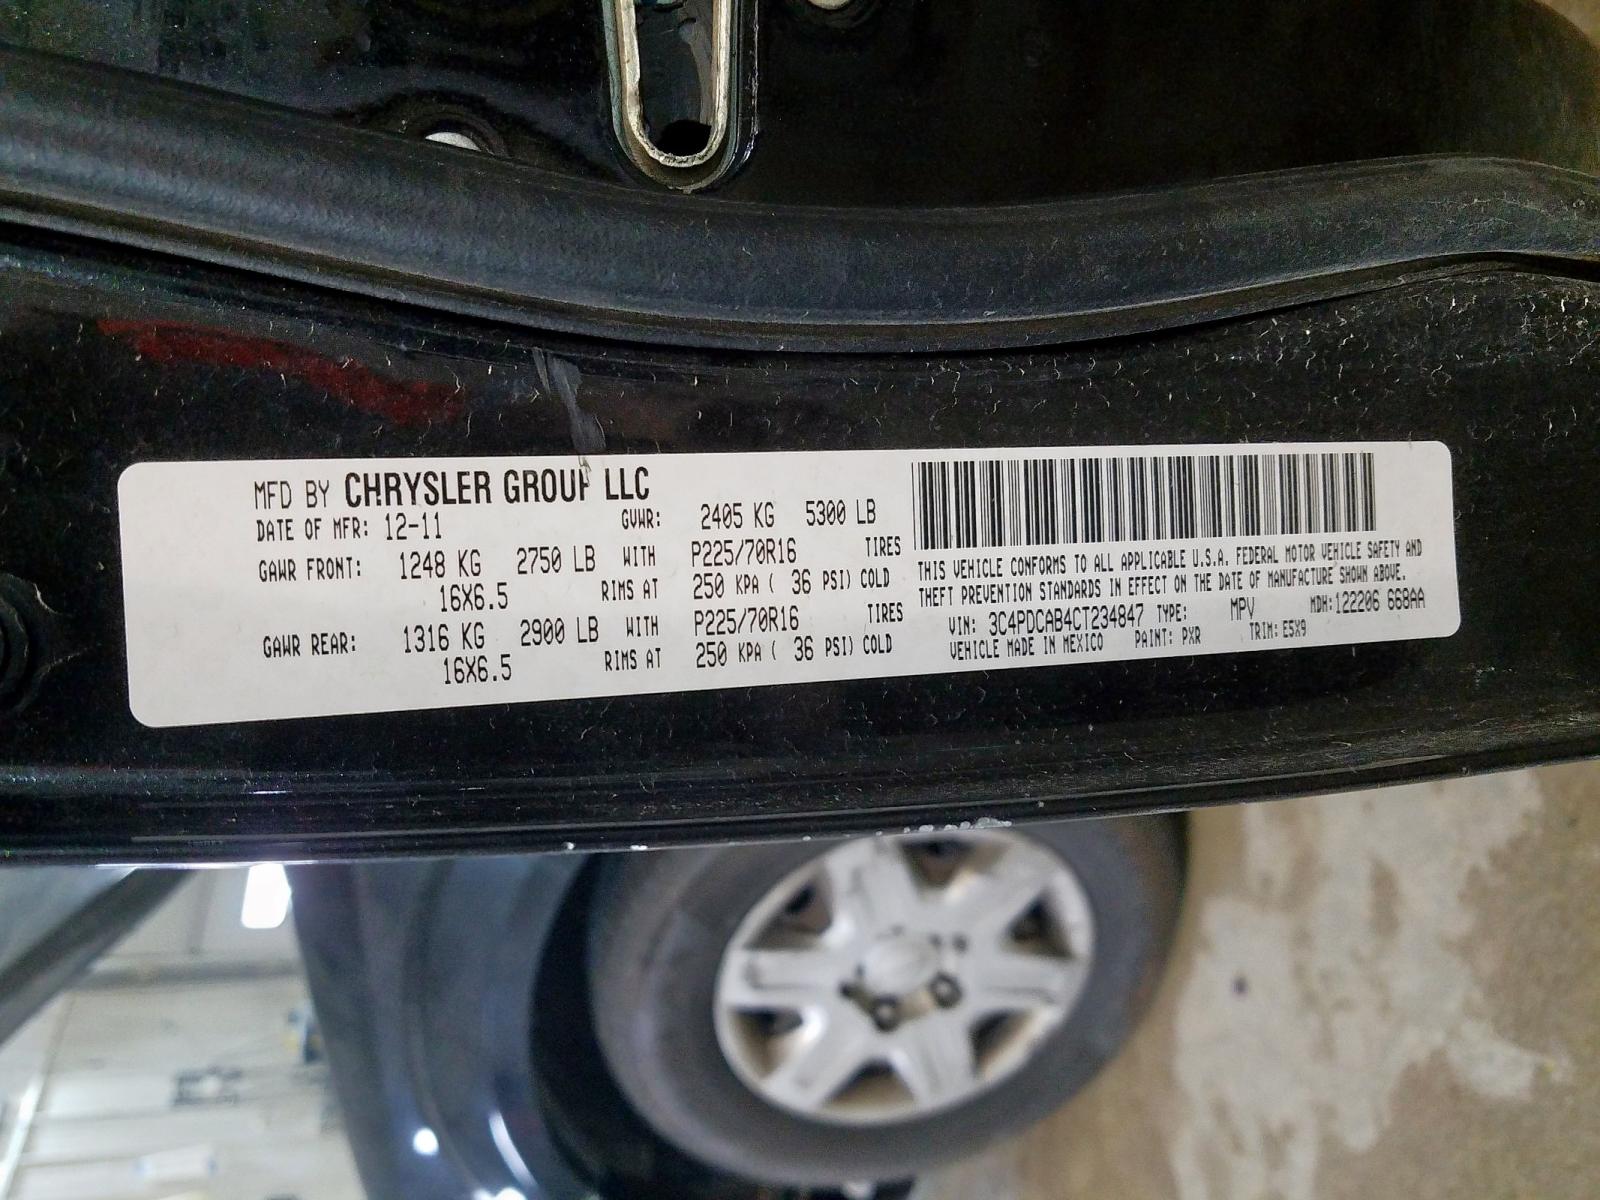 MFD BY CHRYSLER GROUP LLC
DATE OF MFR: 12-11 GVWR: 2405 KG 5300 LB
GAWR FRONT: 1248 KG 2750 LB WITH P225/70R16 TIRES
16X6.5 RIMS AT 250 KPA ( 36 PSI) COLD
GAWR REAR: 1316 KG 2900 LB WITH P225/70R16 TIRES
16X6.5 RIMS AT 250 KPA ( 36 PSI) COLD
THIS VEHICLE CONFORMS TO ALL APPLICABLE U.S.A. FEDERAL MOTOR VEHICLE SAFETY AND
THEFT PREVENTION STANDARDS IN EFFECT ON THE DATE OF MANUFACTURE SHOWN ABOVE.
VIN: 3C4PDCAB4CT234847 TYPE: MPV MDH:122206 668AA
VEHICLE MADE IN MEXICO PAINT: PXR TRIM: E5X9